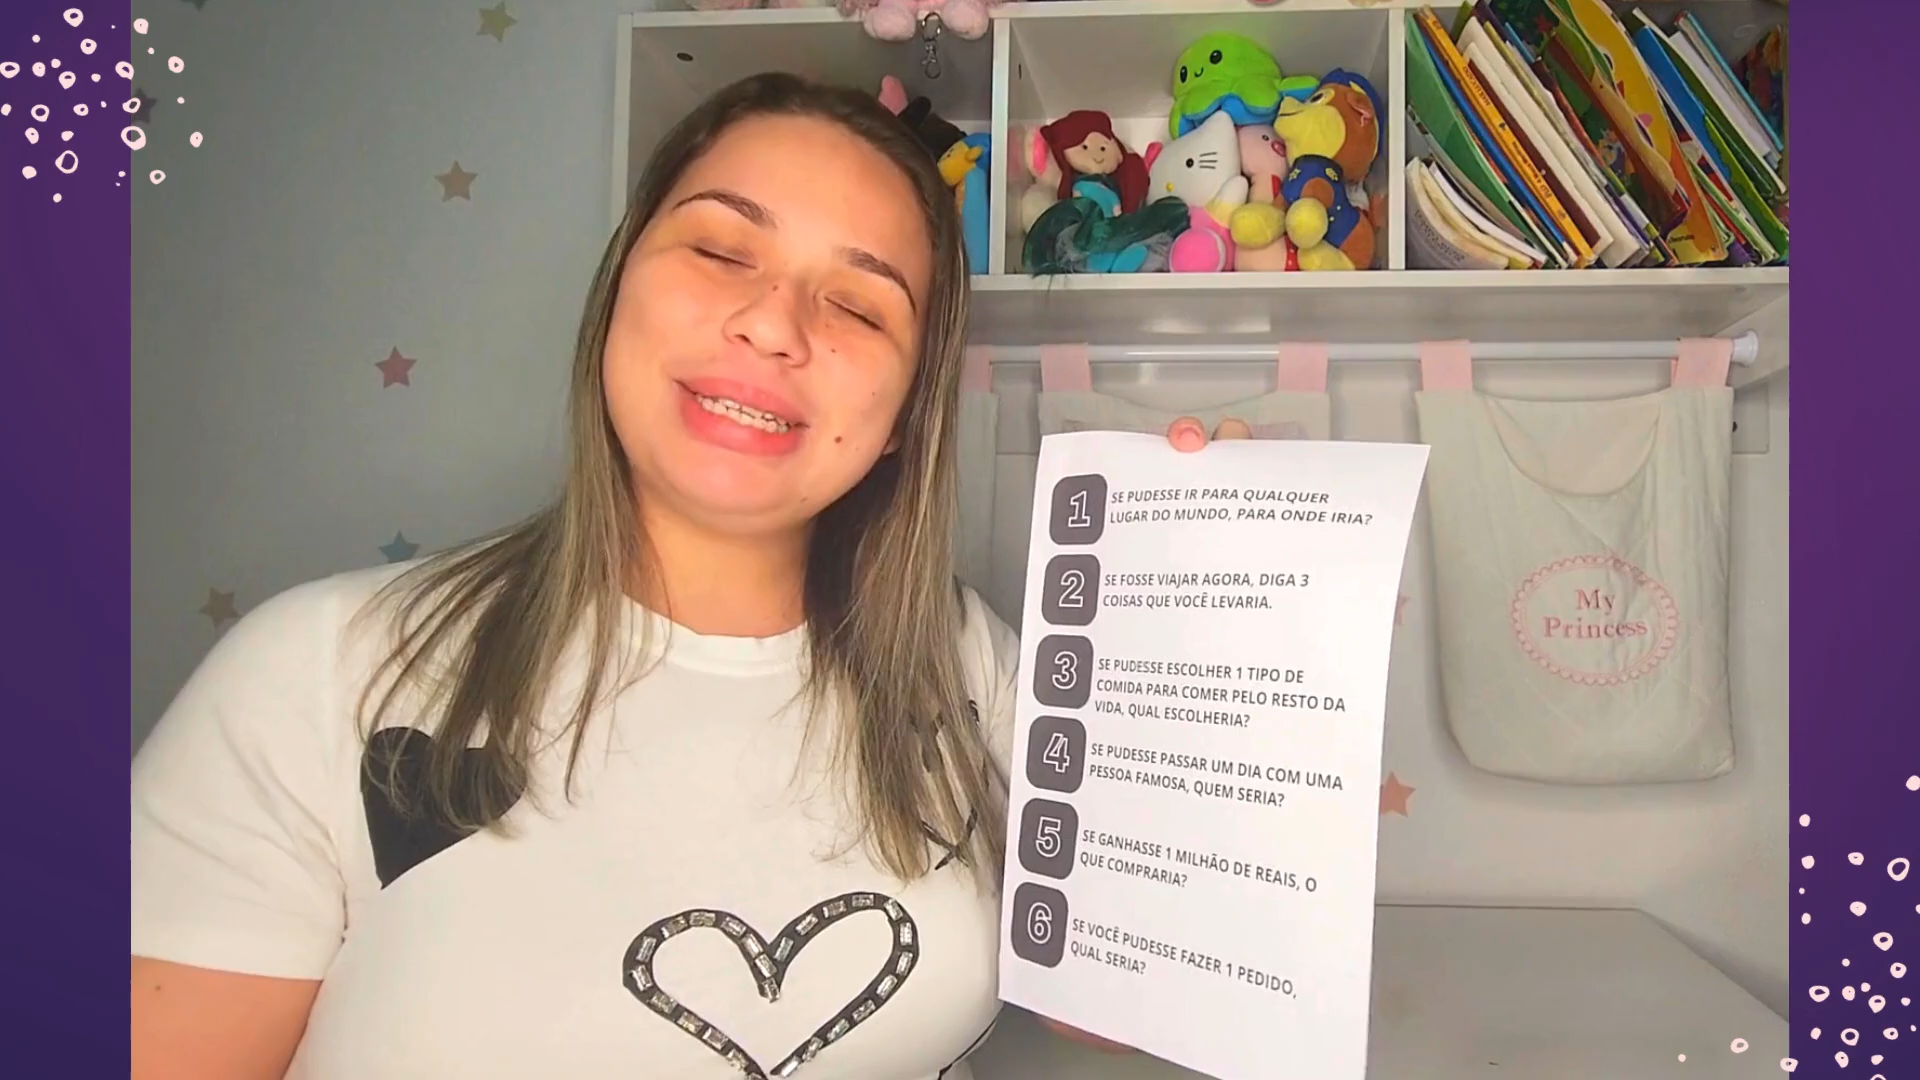 1
SE PUDESSE IR PARA QUALQUER
LUGAR DO MUNDO, PARA ONDE IRIA?
2
SE FOSSE VIAJAR AGORA, DIGA 3
COISAS QUE VOCÊ LEVARIA.
3
SE PUDESSE ESCOLHER 1 TIPO DE
COMIDA PARA COMER PELO RESTO DA
VIDA, QUAL ESCOLHERIA?
4
SE PUDESSE PASSAR UM DIA COM UMA
PESSOA FAMOSA, QUEM SERIA?
5
SE GANHASSE 1 MILHÃO DE REAIS, O
QUE COMPRARIA?
6
SE VOCÊ PUDESSE FAZER 1 PEDIDO,
QUAL SERIA?
My
Princess